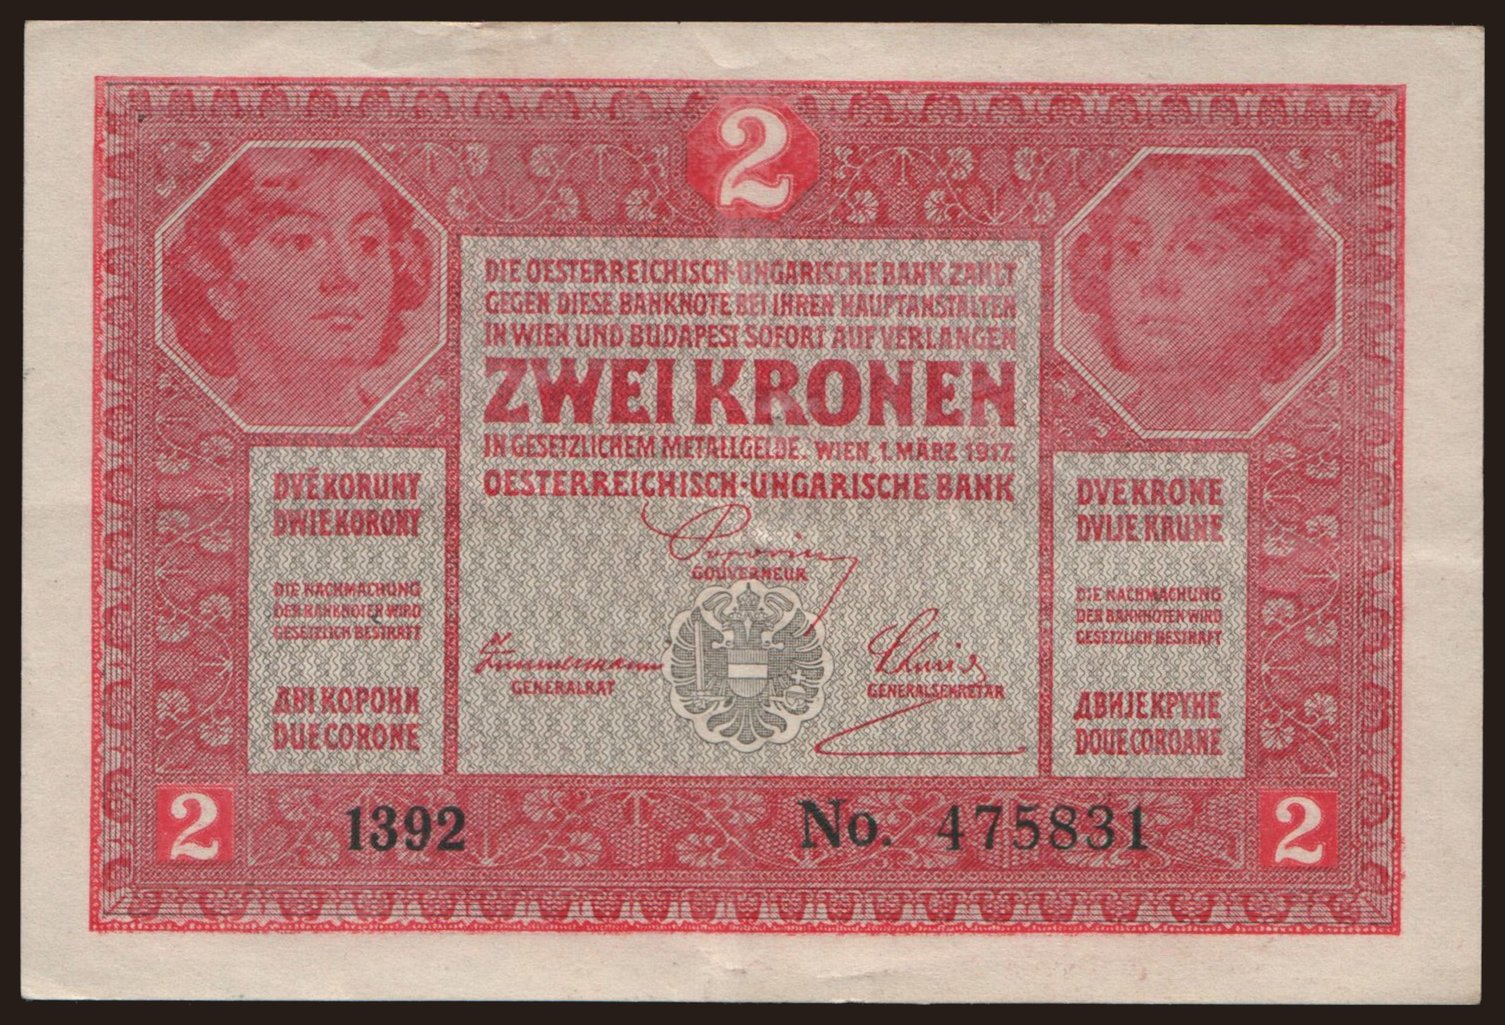 2
DIE OESTERREICHISCH-UNGARISCHE BANK ZAHLT
GEGEN DIESE BANKNOTE BEI IHREN HAUPTANSTALTEN
IN WIEN UND BUDAPEST SOFORT AUF VERLANGEN
ZWEI KRONEN
IN GESETZLICHEM METALLGELDE. WIEN, 1. MÄRZ 1917.
OESTERREICHISCH-UNGARISCHE BANK
GOUVERNEUR
GENERALRAT
GENERALSEKRETÄR
DVĚ KORUNY
DWIE KORONY
DIE NACHMACHUNG
DER BANKNOTEN WIRD
GESETZLICH BESTRAFT
ДВІ КОРОНИ
DUE CORONE
DVE KRONE
DVIJE KRUNE
DIE NACHMACHUNG
DER BANKNOTEN WIRD
GESETZLICH BESTRAFT
ДВИЈЕ КРУНЕ
DOUE COROANE
2
1392
No. 475831
2